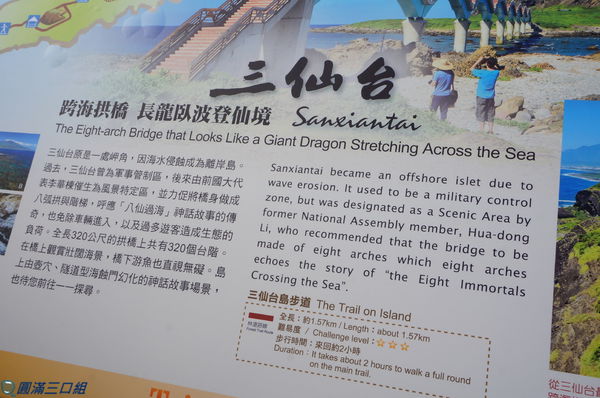 三仙台
跨海拱橋 長龍臥波登仙境
Sanxiantai
The Eight-arch Bridge that Looks Like a Giant Dragon Stretching Across the Sea
三仙台原是一處岬角，因海水侵蝕成為離岸島。
過去，三仙台曾為軍事管制區，後來由前國大代
表李華棟催生為風景特定區，並力促將橋身做成
八弧拱與階梯，呼應「八仙過海」神話故事的傳
奇，也免除車輛進入，以及過多遊客造成生態的
負荷。全長320公尺的拱橋上共有320個台階。
在橋上觀賞壯闊海景，橋下游魚也直視無礙。島
上由壺穴、隧道型海蝕門幻化的神話故事場景，
也待您前往一一探尋。
Sanxiantai became an offshore islet due to
wave erosion. It used to be a military control
zone, but was designated as a Scenic Area by
former National Assembly member, Hua-dong
Li, who recommended that the bridge to be
made of eight arches which eight arches
echoes the story of "the Eight Immortals
Crossing the Sea".
三仙台島步道 The Trail on Island
特選路線
Forest Trail Route
全長：約1.57km / Length : about 1.57km
難易度 / Challenge level : ☆☆☆
步行時間：來回約2小時
Duration : It takes about 2 hours to walk a full round
on the main trail.
從三仙台最
圓滿三口組